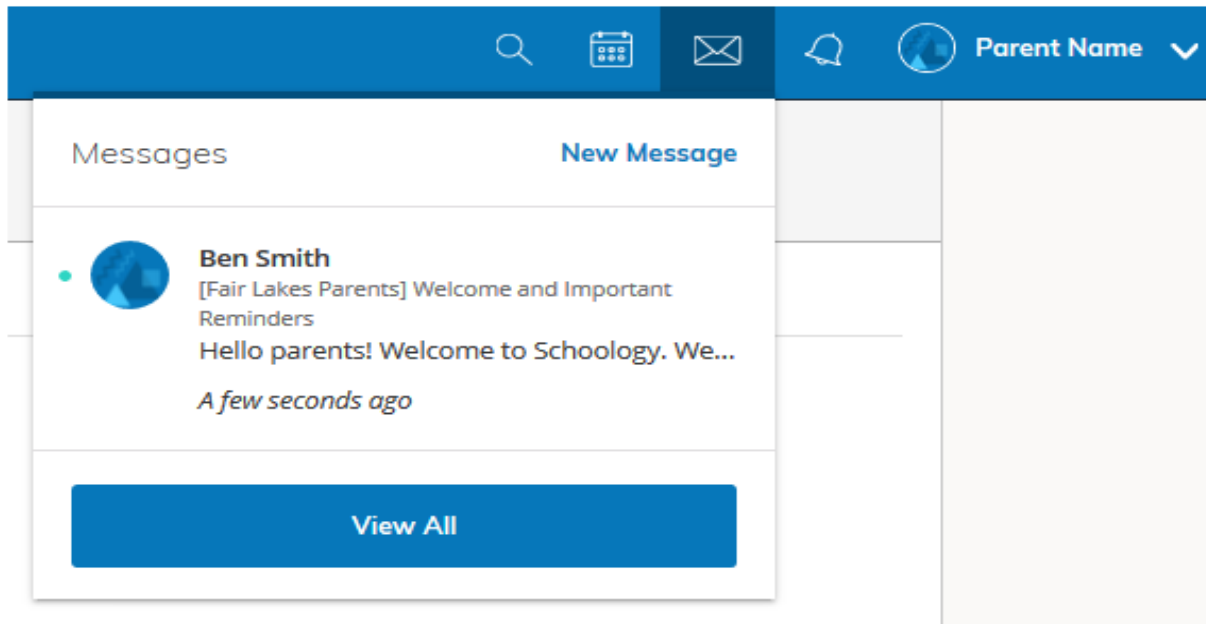 Parent Name
Messages
New Message
Ben Smith
[Fair Lakes Parents] Welcome and Important
Reminders
Hello parents! Welcome to Schoology. We...
A few seconds ago
View All